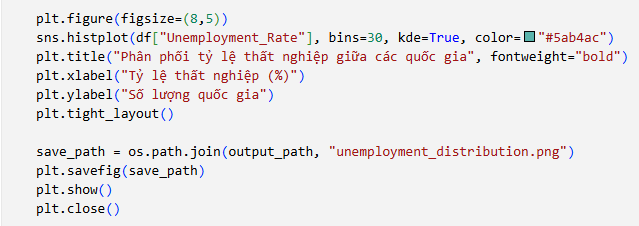 plt.figure(figsize=(8,5))
sns.histplot(df["Unemployment_Rate"], bins=30, kde=True, color="#5ab4ac")
plt.title("Phân phối tỷ lệ thất nghiệp giữa các quốc gia", fontweight="bold")
plt.xlabel("Tỷ lệ thất nghiệp (%)")
plt.ylabel("Số lượng quốc gia")
plt.tight_layout()
save_path = os.path.join(output_path, "unemployment_distribution.png")
plt.savefig(save_path)
plt.show()
plt.close()